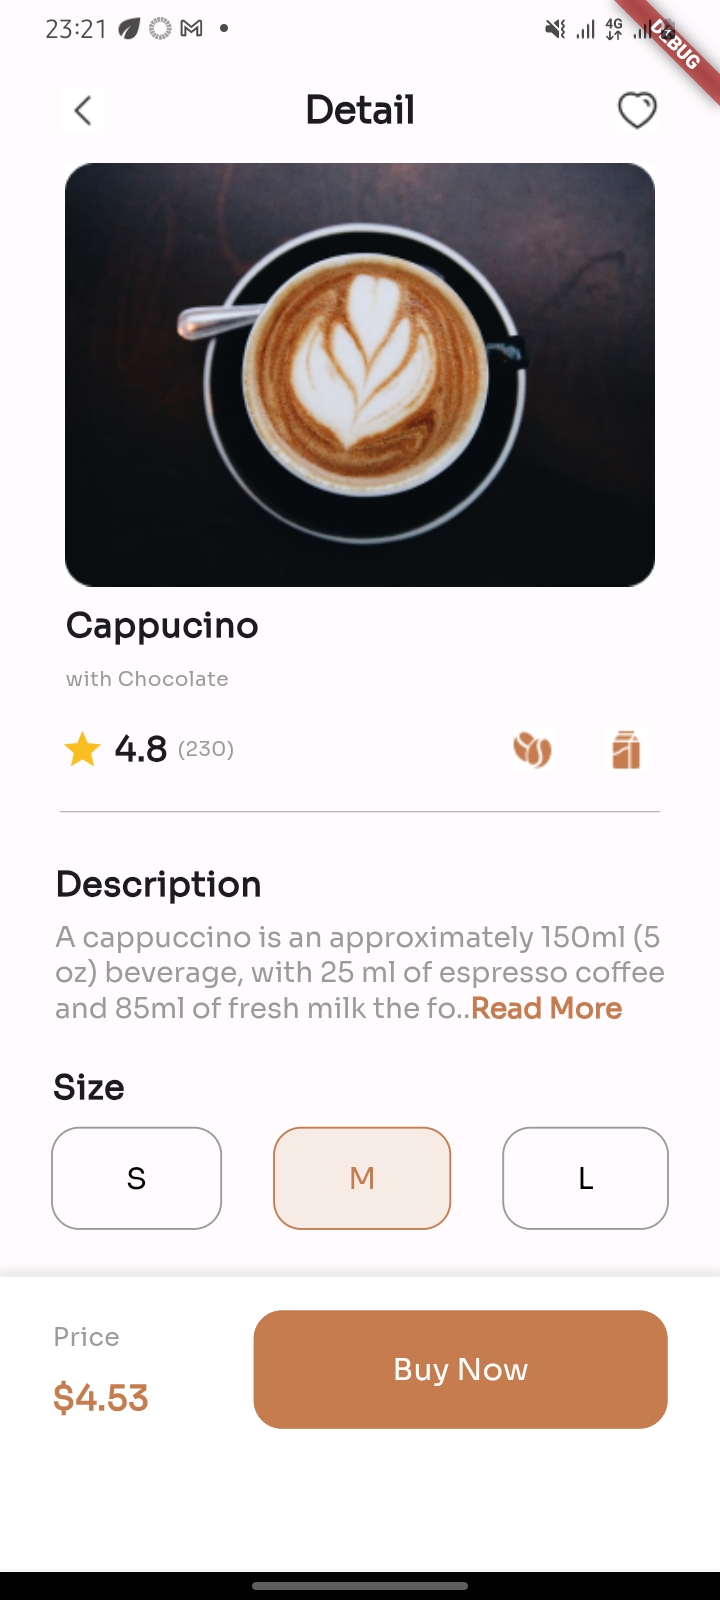 23:21
4G
DEBUG
Detail
Cappucino
with Chocolate
4.8 (230)
Description
A cappuccino is an approximately 150ml (5
oz) beverage, with 25 ml of espresso coffee
and 85ml of fresh milk the fo..Read More
Size
S M L
Price
Buy Now
$4.53